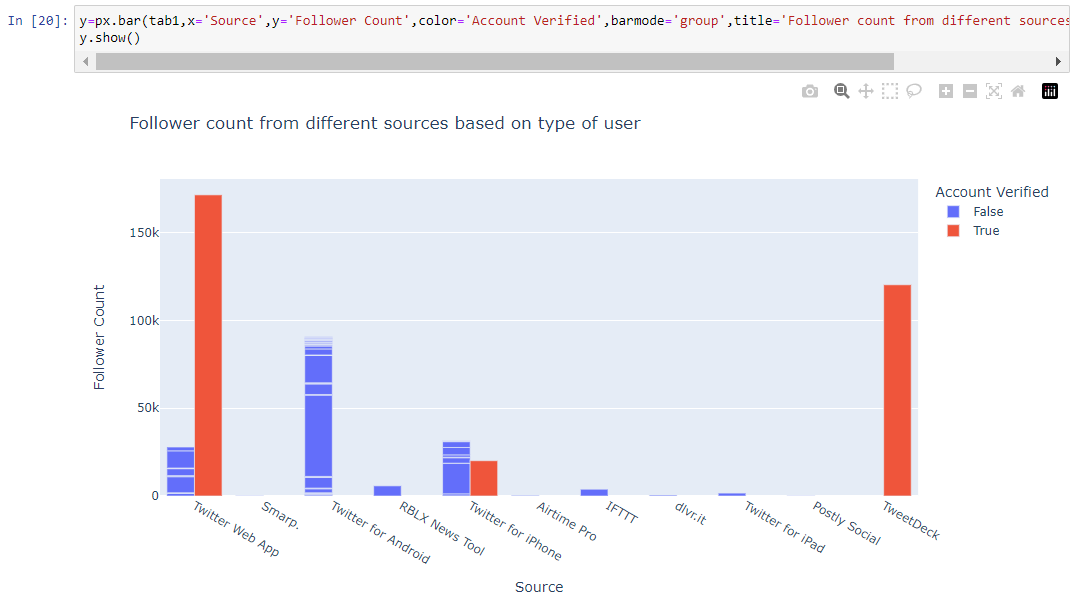 In [20]: y=px.bar(tab1,x='Source',y='Follower Count',color='Account Verified',barmode='group',title='Follower count from different sources
y.show()
Follower count from different sources based on type of user
Account Verified
False
True
Follower Count
150k
100k
50k
0
Twitter Web App
Smarp.
Twitter for Android
RBLX News Tool
Twitter for iPhone
Airtime Pro
IFTTT
dlvr.it
Twitter for iPad
Postly Social
TweetDeck
Source